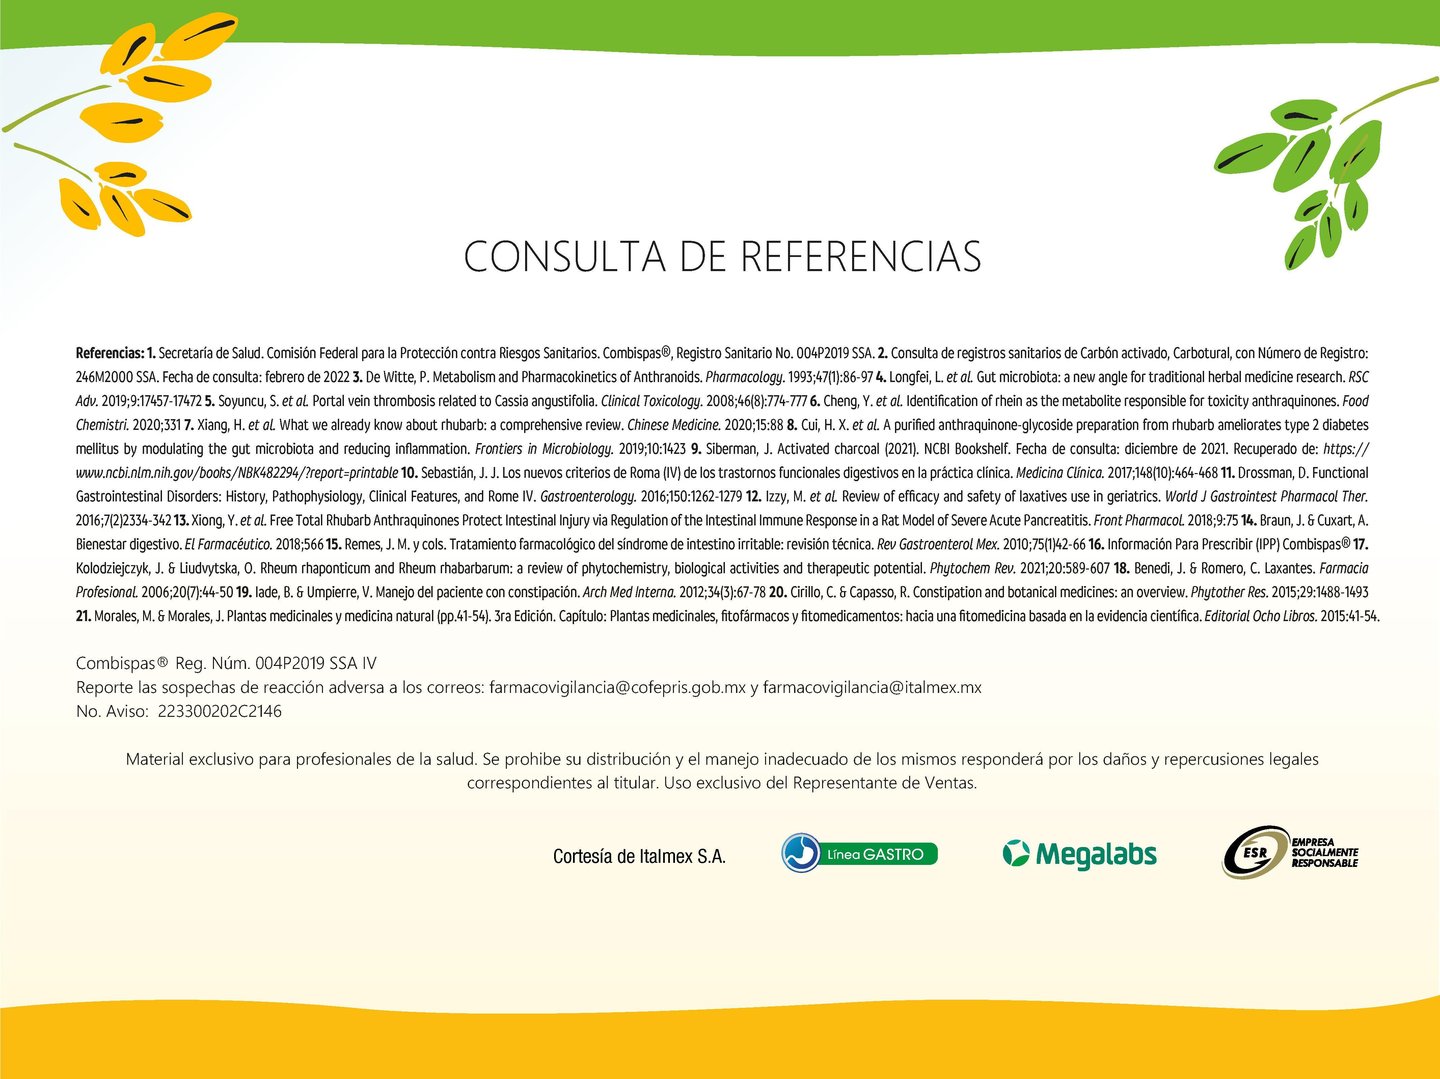 CONSULTA DE REFERENCIAS
Referencias: 1. Secretaría de Salud. Comisión Federal para la Protección contra Riesgos Sanitarios. Combispas®, Registro Sanitario No. 004P2019 SSA. 2. Consulta de registros sanitarios de Carbón activado, Carbotural, con Número de Registro:
246M2000 SSA. Fecha de consulta: febrero de 2022 3. De Witte, P. Metabolism and Pharmacokinetics of Anthranoids. Pharmacology. 1993;47(1):86-97 4. Longfei, L. et al. Gut microbiota: a new angle for traditional herbal medicine research. RSC
Adv. 2019;9:17457-17472 5. Soyuncu, S. et al. Portal vein thrombosis related to Cassia angustifolia. Clinical Toxicology. 2008;46(8):774-777 6. Cheng, Y. et al. Identification of rhein as the metabolite responsible for toxicity anthraquinones. Food
Chemistri. 2020;331 7. Xiang, H. et al. What we already know about rhubarb: a comprehensive review. Chinese Medicine. 2020;15:88 8. Cui, H. X. et al. A purified anthraquinone-glycoside preparation from rhubarb ameliorates type 2 diabetes
mellitus by modulating the gut microbiota and reducing inflammation. Frontiers in Microbiology. 2019;10:1423 9. Siberman, J. Activated charcoal (2021). NCBI Bookshelf. Fecha de consulta: diciembre de 2021. Recuperado de: https://
www.ncbi.nlm.nih.gov/books/NBK482294/?report=printable 10. Sebastián, J. J. Los nuevos criterios de Roma (IV) de los trastornos funcionales digestivos en la práctica clínica. Medicina Clínica. 2017;148(10):464-468 11. Drossman, D. Functional
Gastrointestinal Disorders: History, Pathophysiology, Clinical Features, and Rome IV. Gastroenterology. 2016;150:1262-1279 12. Izzy, M. et al. Review of efficacy and safety of laxatives use in geriatrics. World J Gastrointest Pharmacol Ther.
2016;7(2)2334-342 13. Xiong, Y. et al. Free Total Rhubarb Anthraquinones Protect Intestinal Injury via Regulation of the Intestinal Immune Response in a Rat Model of Severe Acute Pancreatitis. Front Pharmacol. 2018;9:75 14. Braun, J. & Cuxart, A.
Bienestar digestivo. El Farmacéutico. 2018;566 15. Remes, J. M. y cols. Tratamiento farmacológico del síndrome de intestino irritable: revisión técnica. Rev Gastroenterol Mex. 2010;75(1)42-66 16. Información Para Prescribir (IPP) Combispas® 17.
Kolodziejczyk, J. & Liudvytska, O. Rheum rhaponticum and Rheum rhabarbarum: a review of phytochemistry, biological activities and therapeutic potential. Phytochem Rev. 2021;20:589-607 18. Benedi, J. & Romero, C. Laxantes. Farmacia
Profesional. 2006;20(7):44-50 19. Iade, B. & Umpierre, V. Manejo del paciente con constipación. Arch Med Interna. 2012;34(3):67-78 20. Cirillo, C. & Capasso, R. Constipation and botanical medicines: an overview. Phytother Res. 2015;29:1488-1493
21. Morales, M. & Morales, J. Plantas medicinales y medicina natural (pp.41-54). 3ra Edición. Capítulo: Plantas medicinales, fitofármacos y fitomedicamentos: hacia una fitomedicina basada en la evidencia científica. Editorial Ocho Libros. 2015:41-54.
Combispas® Reg. Núm. 004P2019 SSA IV
Reporte las sospechas de reacción adversa a los correos: farmacovigilancia@cofepris.gob.mx y farmacovigilancia@italmex.mx
No. Aviso: 223300202C2146
Material exclusivo para profesionales de la salud. Se prohibe su distribución y el manejo inadecuado de los mismos responderá por los daños y repercusiones legales
correspondientes al titular. Uso exclusivo del Representante de Ventas.
Cortesía de Italmex S.A.
Línea GASTRO
Megalabs
ESR
EMPRESA
SOCIALMENTE
RESPONSABLE